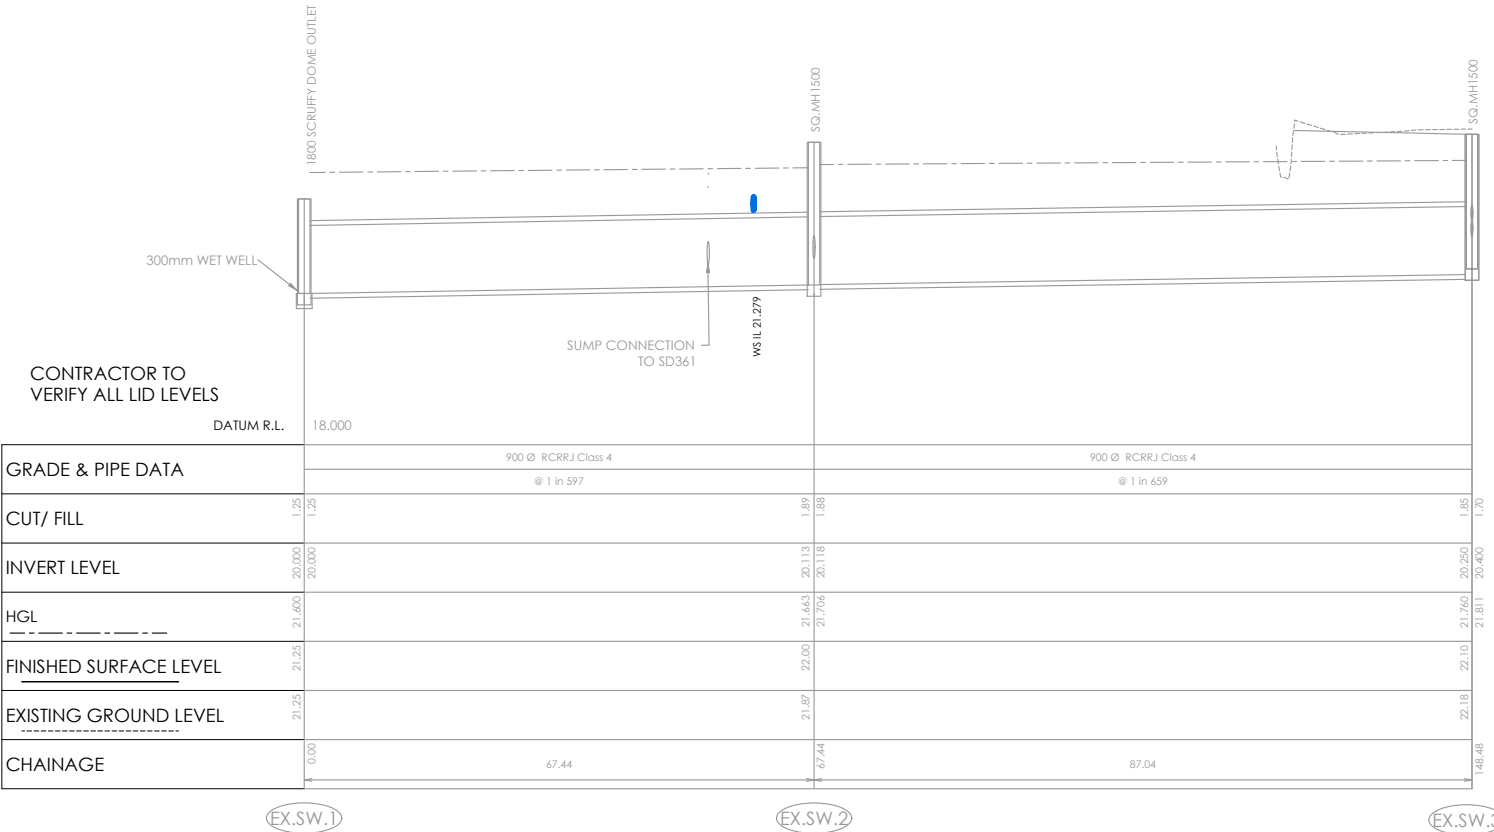 1800 SCRUFFY DOME OUTLET
SQ.MH1500
SQ.MH1500
300mm WET WELL
SUMP CONNECTION
TO SD361
WS IL 21.279
CONTRACTOR TO
VERIFY ALL LID LEVELS
DATUM R.L. 18.000
GRADE & PIPE DATA
900 Ø RCRRJ Class 4
900 Ø RCRRJ Class 4
@ 1 in 597
@ 1 in 659
CUT/ FILL
1.25
1.25
1.89
1.88
1.85
1.70
INVERT LEVEL
20.000
20.000
20.113
20.118
20.250
20.400
HGL
21.600
21.663
21.706
21.760
21.811
FINISHED SURFACE LEVEL
21.25
22.00
22.10
EXISTING GROUND LEVEL
21.25
21.87
22.18
CHAINAGE
0.00
67.44
67.44
87.04
148.48
EX.SW.1
EX.SW.2
EX.SW.3